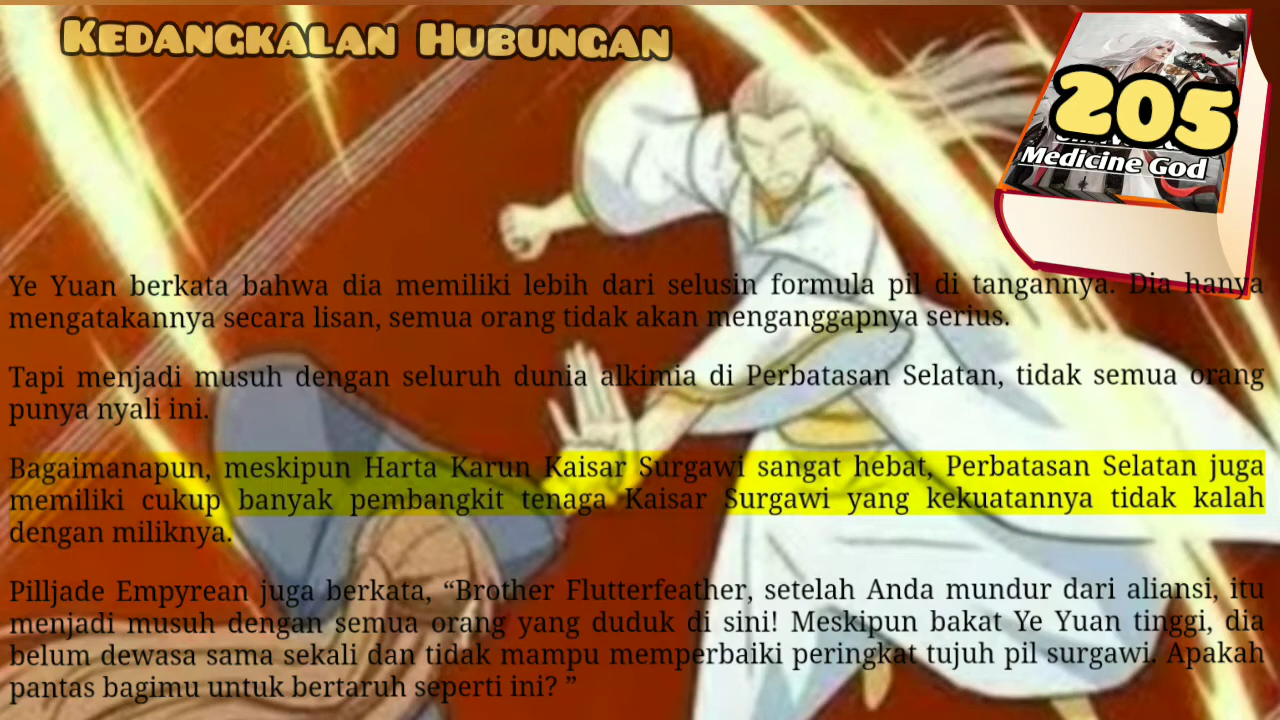 Kedangkalan Hubungan
205
Medicine God
Ye Yuan berkata bahwa dia memiliki lebih dari selusin formula pil di tangannya. Dia hanya
mengatakannya secara lisan, semua orang tidak akan menganggapnya serius.
Tapi menjadi musuh dengan seluruh dunia alkimia di Perbatasan Selatan, tidak semua orang
punya nyali ini.
Bagaimanapun, meskipun Harta Karun Kaisar Surgawi sangat hebat, Perbatasan Selatan juga
memiliki cukup banyak pembangkit tenaga Kaisar Surgawi yang kekuatannya tidak kalah
dengan miliknya.
Pilljade Empyrean juga berkata, “Brother Flutterfeather, setelah Anda mundur dari aliansi, itu
menjadi musuh dengan semua orang yang duduk di sini! Meskipun bakat Ye Yuan tinggi, dia
belum dewasa sama sekali dan tidak mampu memperbaiki peringkat tujuh pil surgawi. Apakah
pantas bagimu untuk bertaruh seperti ini? ”